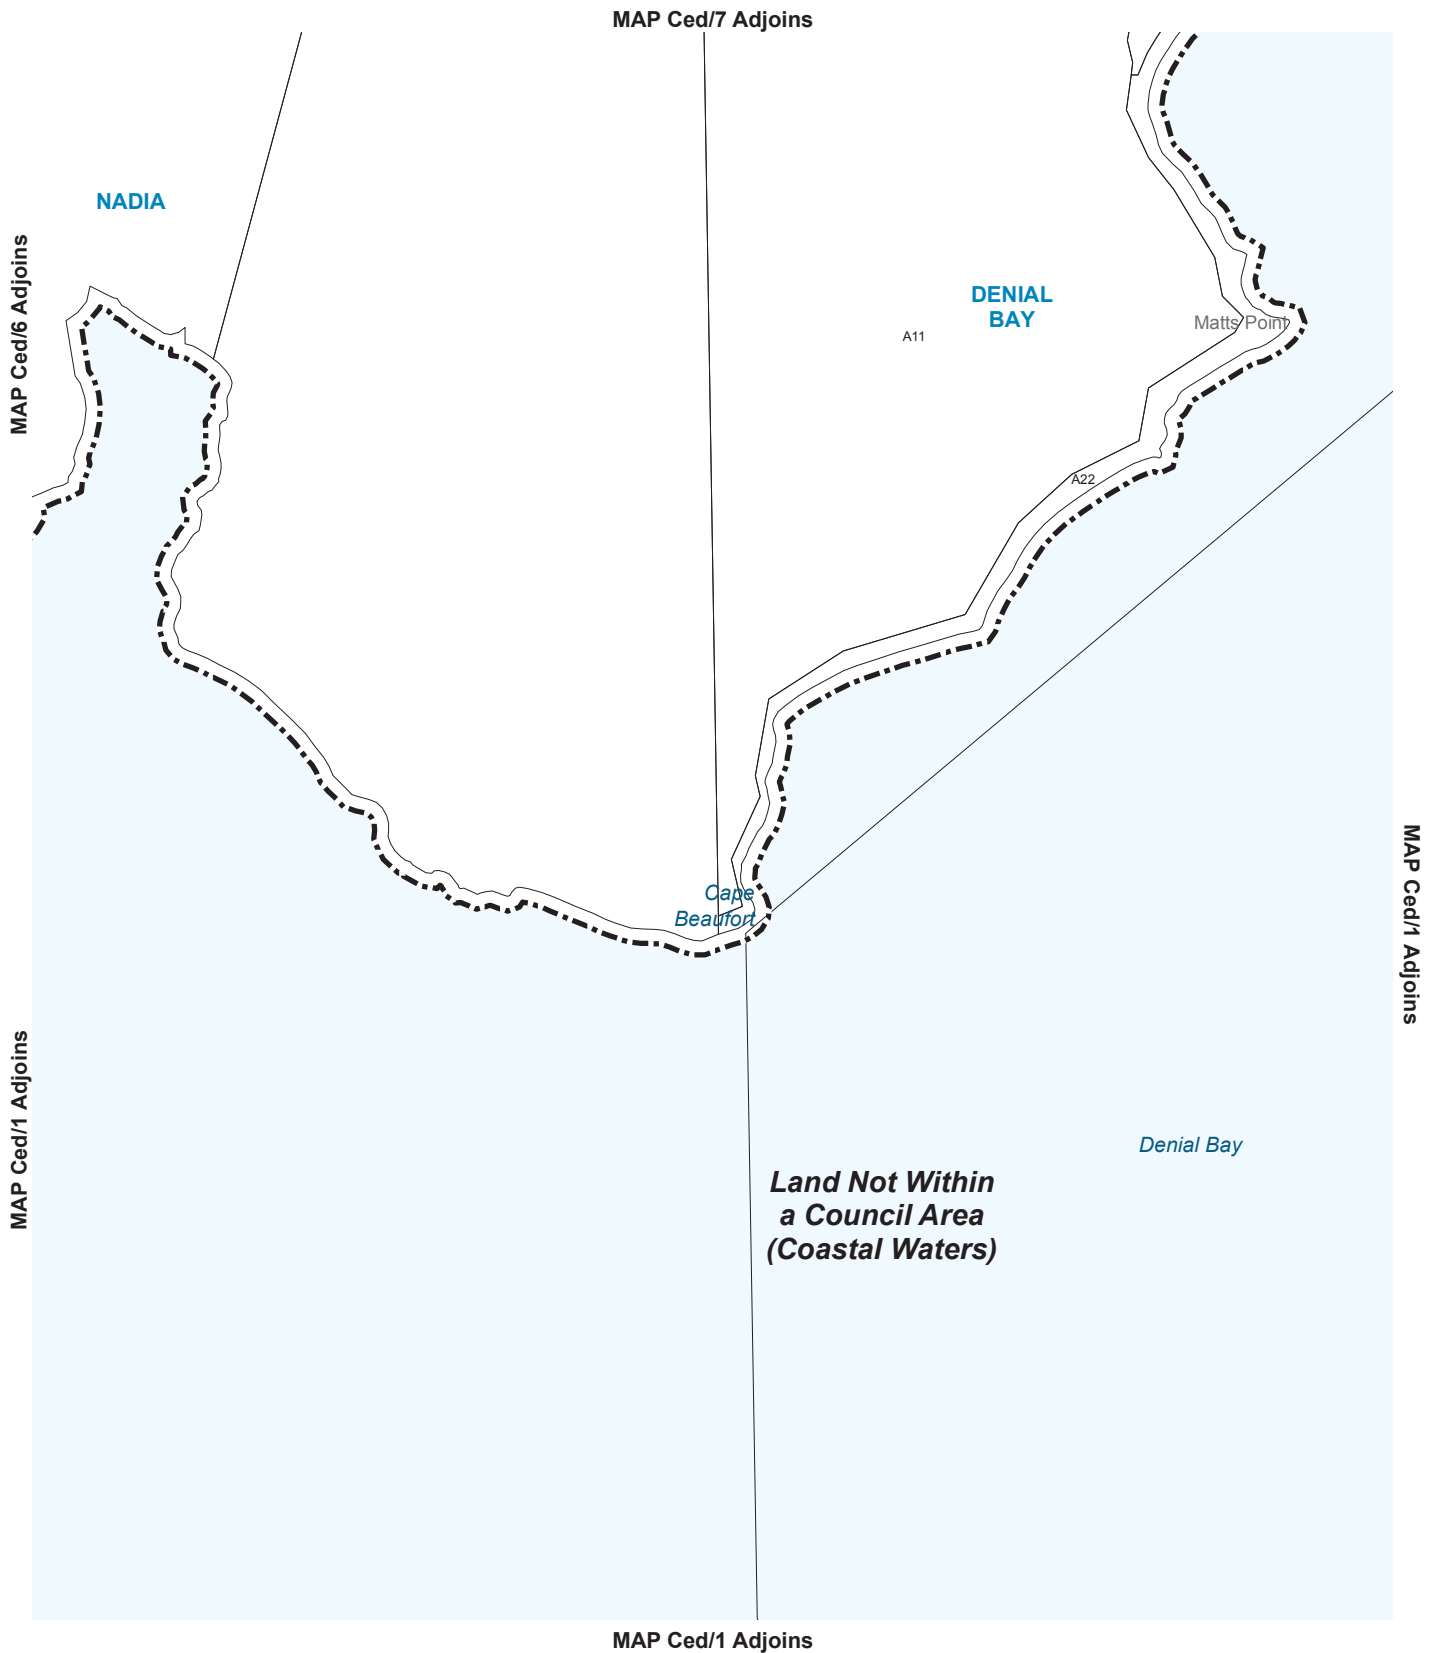 MAP Ced/7 Adjoins
NADIA
MAP Ced/6 Adjoins
DENIAL
BAY
Matts Point
A11
A22
Cape
Beaufort
MAP Ced/1 Adjoins
MAP Ced/1 Adjoins
Denial Bay
Land Not Within
a Council Area
(Coastal Waters)
MAP Ced/1 Adjoins